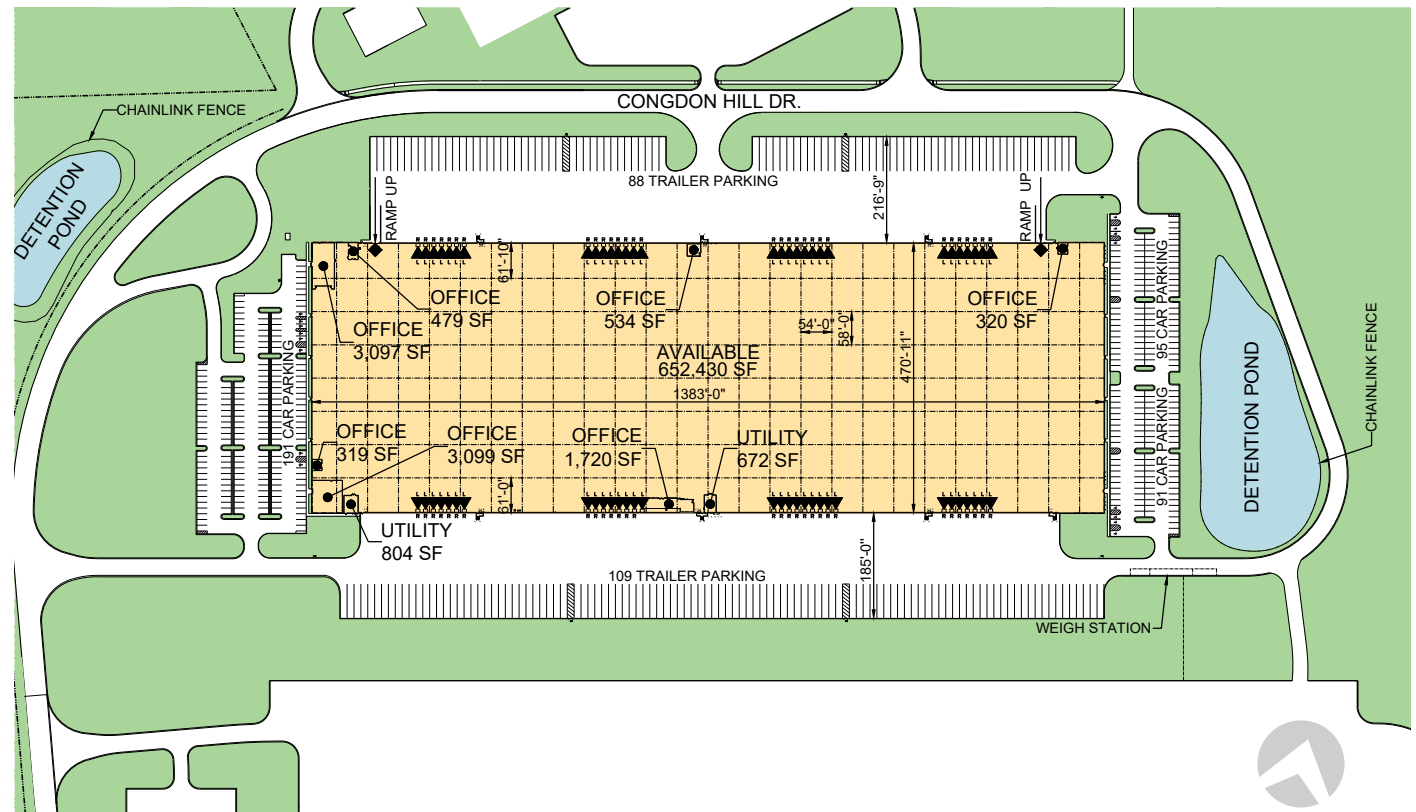 CONGDON HILL DR.
CHAINLINK FENCE
DETENTION
POND
88 TRAILER PARKING
216'-9"
RAMP UP
RAMP UP
61'-10"
OFFICE
479 SF
OFFICE
534 SF
OFFICE
320 SF
OFFICE
3,097 SF
54'-0"
58'-0"
AVAILABLE
652,430 SF
1383'-0"
470'-11"
191 CAR PARKING
95 CAR PARKING
91 CAR PARKING
DETENTION POND
CHAINLINK FENCE
OFFICE
319 SF
OFFICE
3,099 SF
OFFICE
1,720 SF
UTILITY
672 SF
61'-0"
UTILITY
804 SF
185'-0"
109 TRAILER PARKING
WEIGH STATION